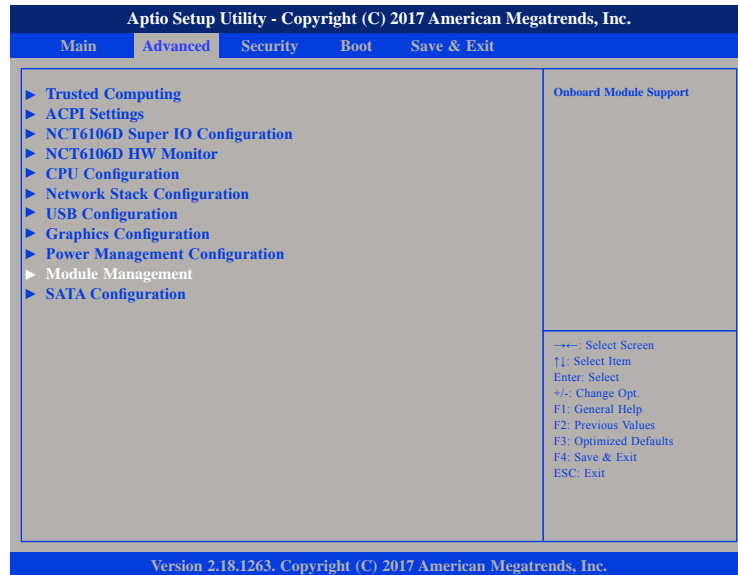 Aptio Setup Utility - Copyright (C) 2017 American Megatrends, Inc.
Main Advanced Security Boot Save & Exit
▶ Trusted Computing
▶ ACPI Settings
▶ NCT6106D Super IO Configuration
▶ NCT6106D HW Monitor
▶ CPU Configuration
▶ Network Stack Configuration
▶ USB Configuration
▶ Graphics Configuration
▶ Power Management Configuration
▶ Module Management
▶ SATA Configuration
Onboard Module Support
→←: Select Screen
↑↓: Select Item
Enter: Select
+/-: Change Opt.
F1: General Help
F2: Previous Values
F3: Optimized Defaults
F4: Save & Exit
ESC: Exit
Version 2.18.1263. Copyright (C) 2017 American Megatrends, Inc.